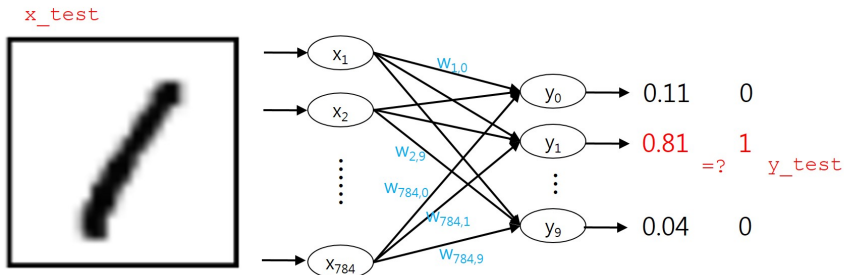 x_test
x1
x2
x784
w1,0
w2,9
w784,0
w784,1
w784,9
y0
y1
y9
0.11 0
0.81 =? 1 y_test
0.04 0